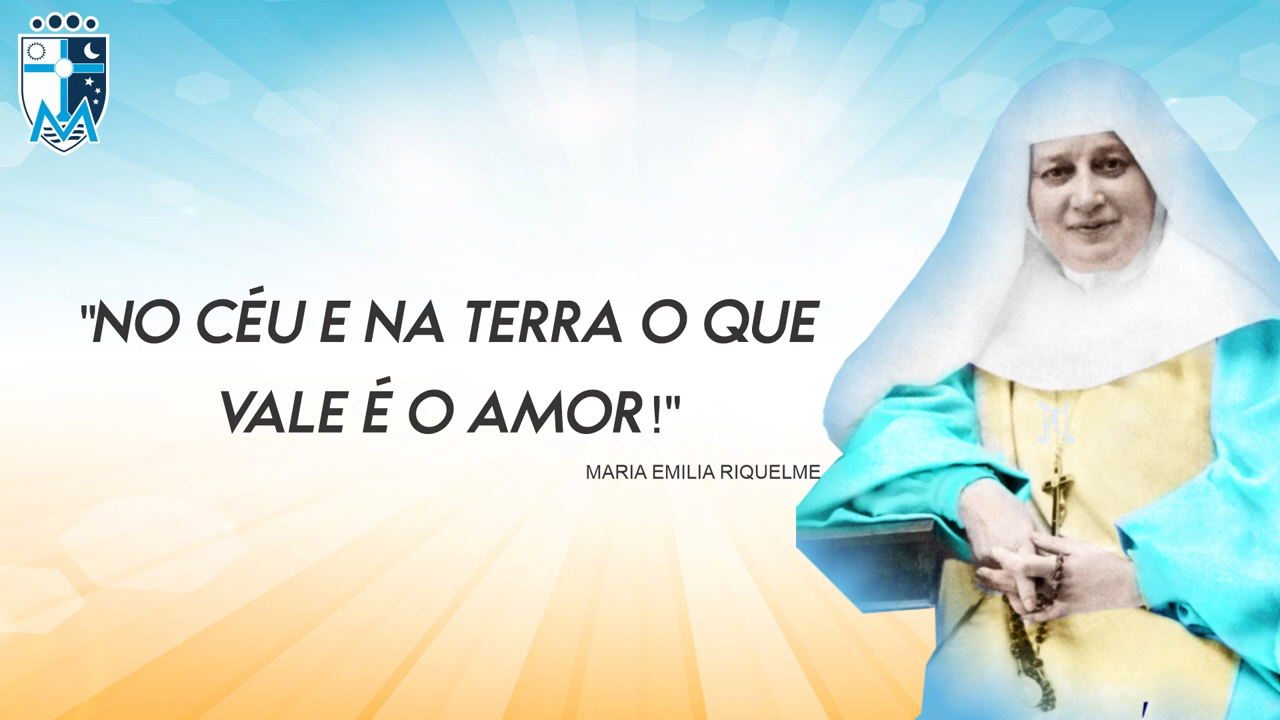 "NO CÉU E NA TERRA O QUE
VALE É O AMOR!"
MARIA EMILIA RIQUELME